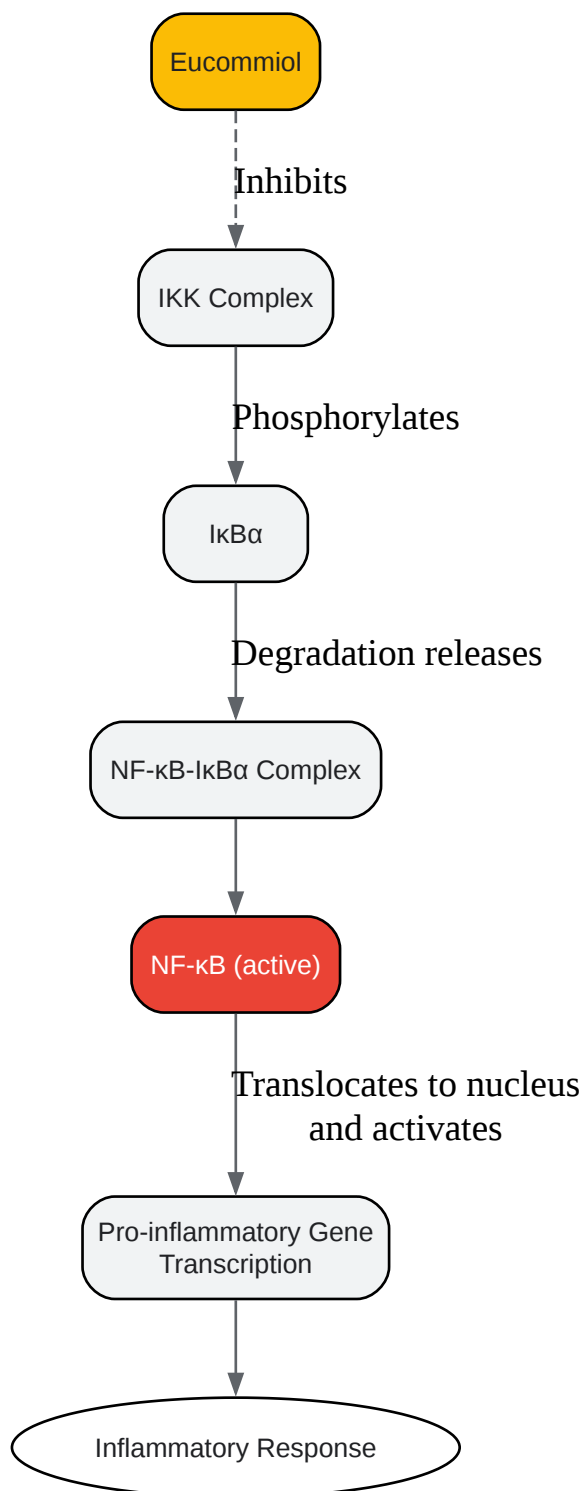 Eucommiol
Inhibits
IKK Complex
Phosphorylates
IκBα
Degradation releases
NF-κB-IκBα Complex
NF-κB (active)
Translocates to nucleus
and activates
Pro-inflammatory Gene
Transcription
Inflammatory Response